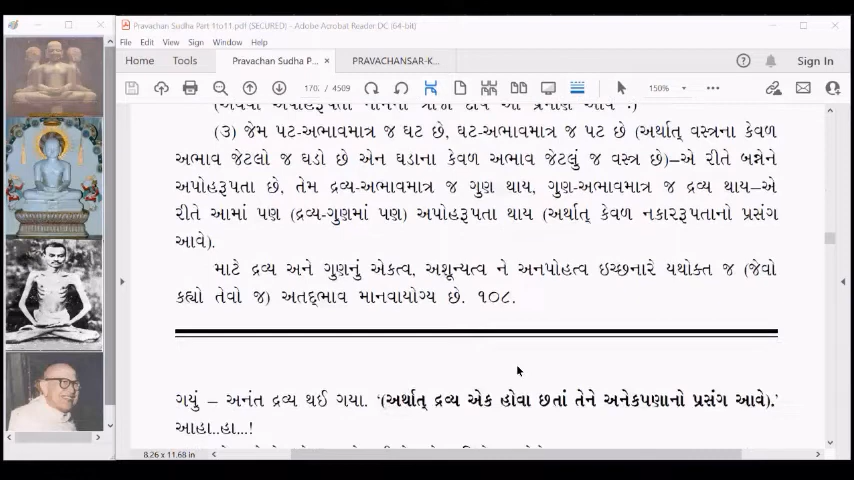 Pravachan Sudha Part 1to11.pdf (SECURED) - Adobe Acrobat Reader DC (64-bit)
File Edit View Sign Window Help
Home Tools Pravachan Sudha P... × PRAVACHANSAR-K... Sign In
170. / 4509 150%
(૩) જેમ પટ-અભાવમાત્ર જ ઘટ છે, ઘટ-અભાવમાત્ર જ પટ છે (અર્થાત્ વસ્ત્રના કેવળ
અભાવ જેટલો જ ઘડો છે એન ઘડાના કેવળ અભાવ જેટલું જ વસ્ત્ર છે)–એ રીતે બન્નેને
અપોહરૂપતા છે, તેમ દ્રવ્ય-અભાવમાત્ર જ ગુણ થાય, ગુણ-અભાવમાત્ર જ દ્રવ્ય થાય–એ
રીતે આમાં પણ (દ્રવ્ય-ગુણમાં પણ) અપોહરૂપતા થાય (અર્થાત્ કેવળ નકારરૂપતાનો પ્રસંગ
આવે).
માટે દ્રવ્ય અને ગુણનું એકત્વ, અશૂન્યત્વ ને અનપોહત્વ ઇચ્છનારે યથોક્ત જ (જેવો
કહ્યો તેવો જ) અતદ્ભાવ માનવાયોગ્ય છે. ૧૦૮.
ગયું – અનંત દ્રવ્ય થઈ ગયા. ‘(અર્થાત્ દ્રવ્ય એક હોવા છતાં તેને અનેકપણાનો પ્રસંગ આવે).’
આહા..હા...!
8.26 x 11.68 in